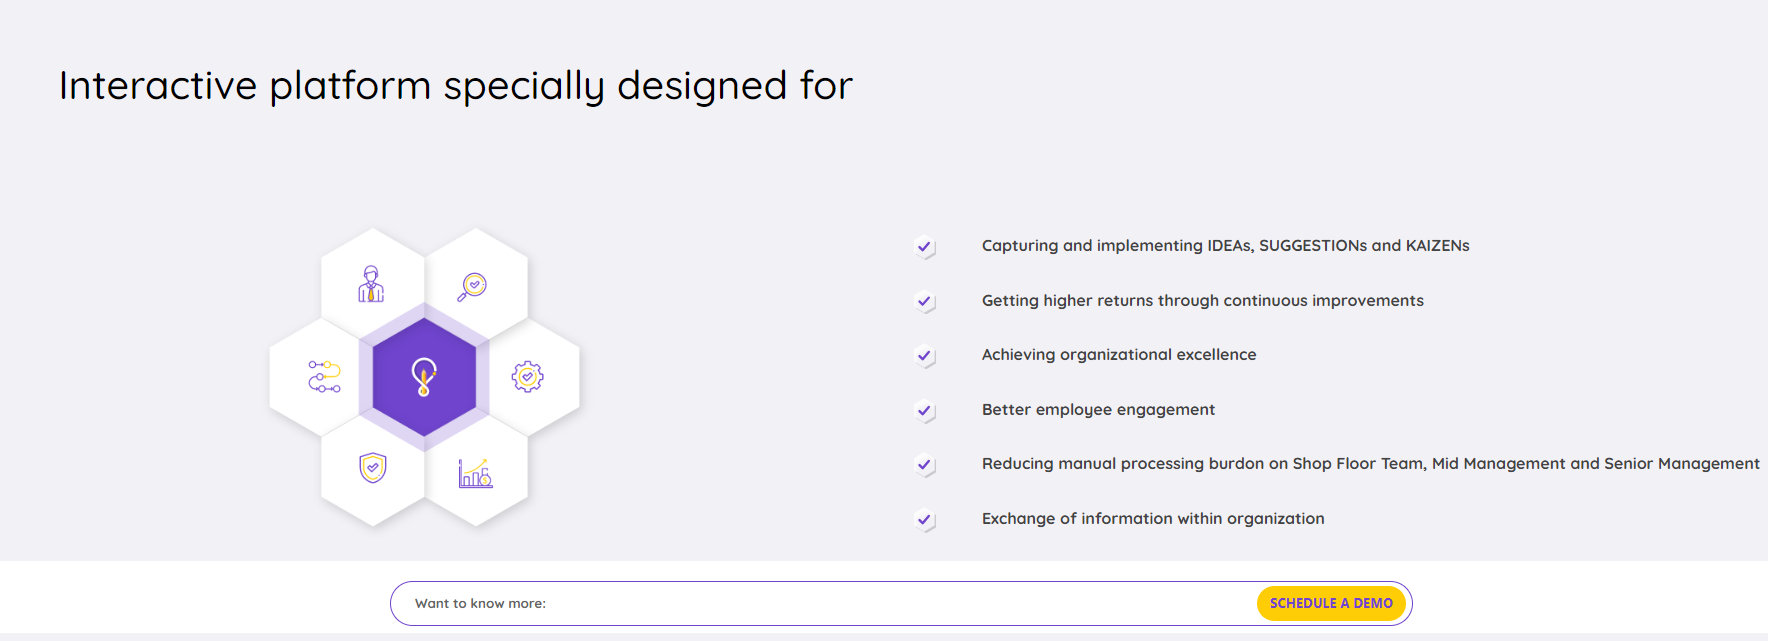 Interactive platform specially designed for
Capturing and implementing IDEAs, SUGGESTIONs and KAIZENs
Getting higher returns through continuous improvements
Achieving organizational excellence
Better employee engagement
Reducing manual processing burdon on Shop Floor Team, Mid Management and Senior Management
Exchange of information within organization
Want to know more:
SCHEDULE A DEMO